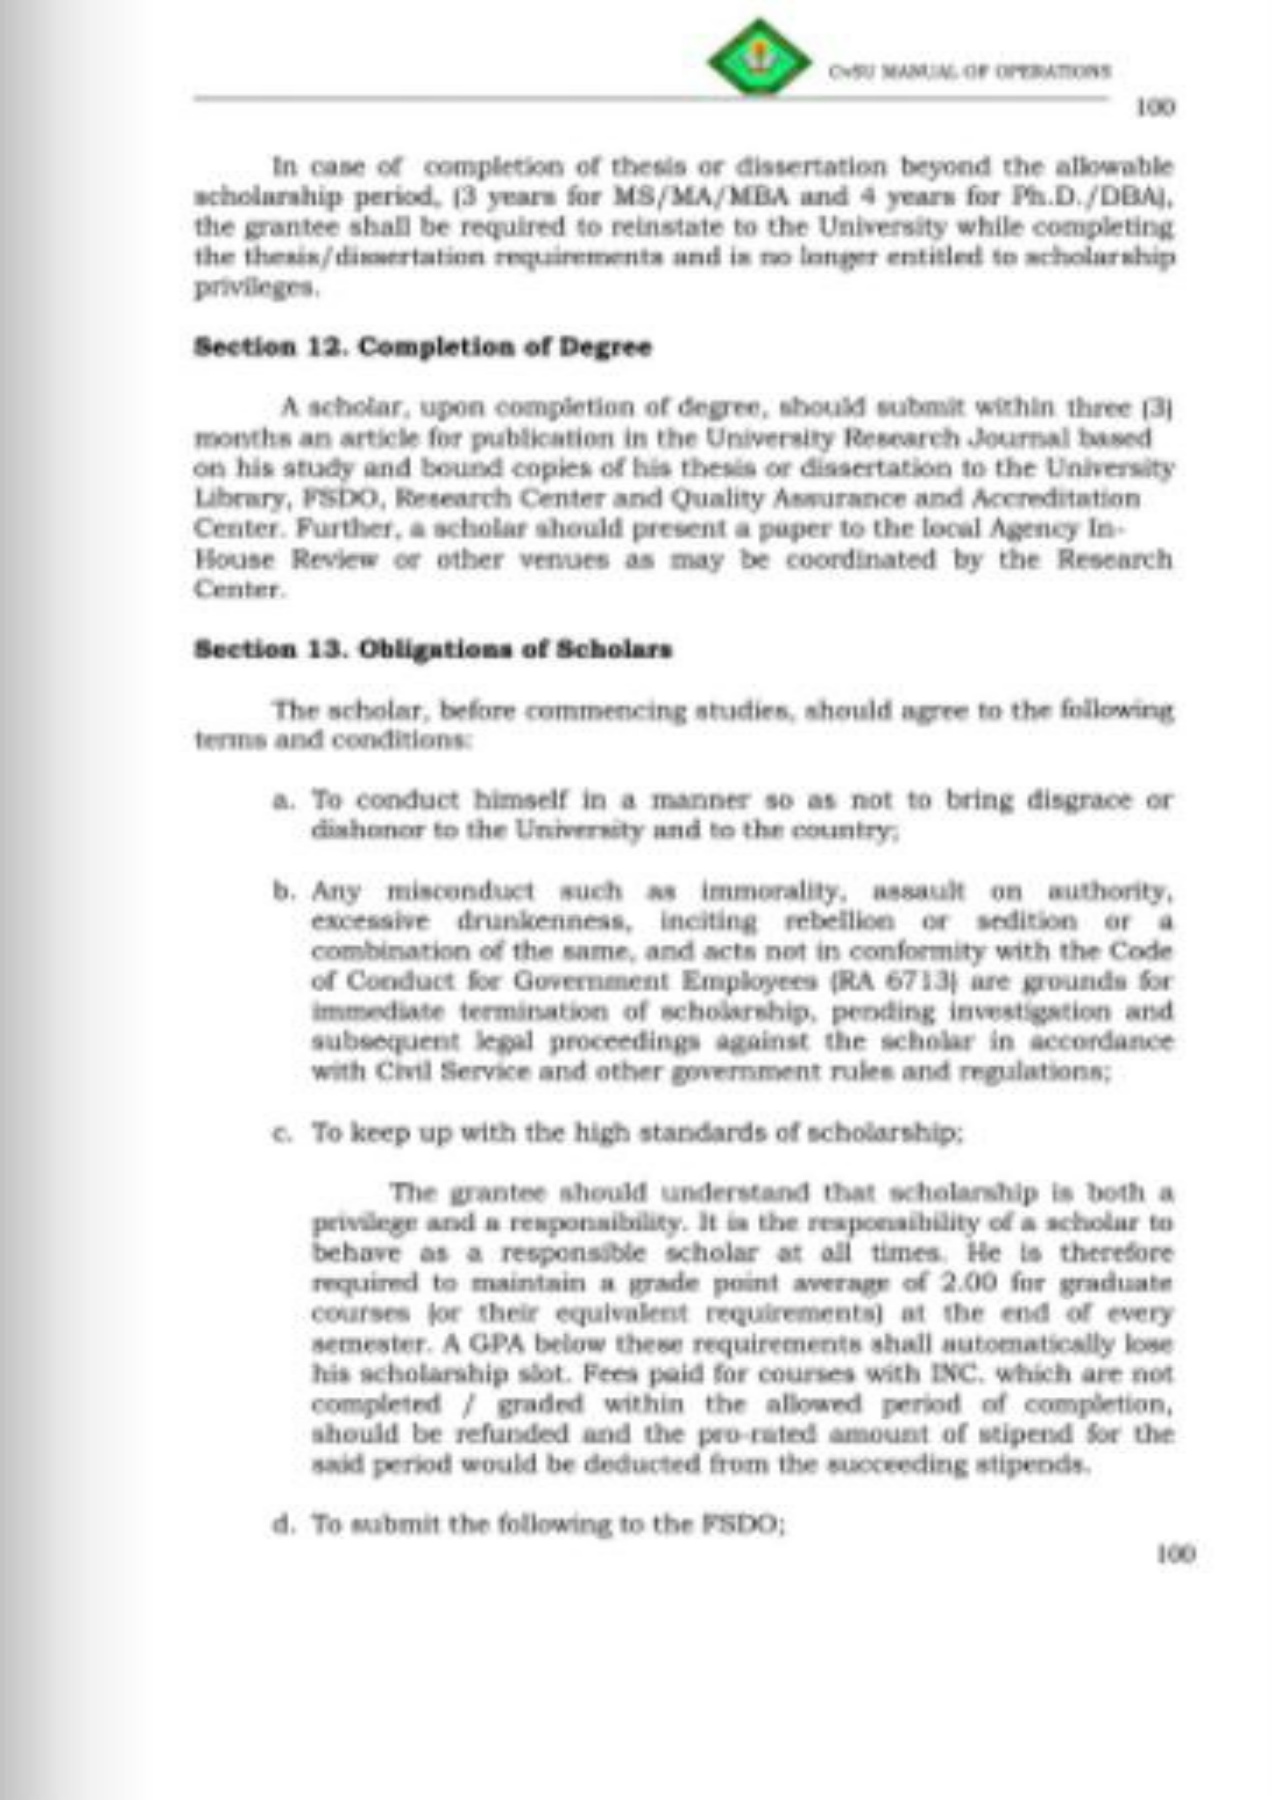 CvSU MANUAL OF OPERATIONS
100
In case of completion of thesis or dissertation beyond the allowable
scholarship period, (3 years for MS/MA/MBA and 4 years for Ph.D./DBA),
the grantee shall be required to reinstate to the University while completing
the thesis/dissertation requirements and is no longer entitled to scholarship
privileges.
Section 12. Completion of Degree
A scholar, upon completion of degree, should submit within three (3)
months an article for publication in the University Research Journal based
on his study and bound copies of his thesis or dissertation to the University
Library, FSDO, Research Center and Quality Assurance and Accreditation
Center. Further, a scholar should present a paper to the local Agency In-
House Review or other venues as may be coordinated by the Research
Center.
Section 13. Obligations of Scholars
The scholar, before commencing studies, should agree to the following
terms and conditions:
a. To conduct himself in a manner so as not to bring disgrace or
dishonor to the University and to the country;
b. Any misconduct such as immorality, assault on authority,
excessive drunkenness, inciting rebellion or sedition or a
combination of the same, and acts not in conformity with the Code
of Conduct for Government Employees (RA 6713) are grounds for
immediate termination of scholarship, pending investigation and
subsequent legal proceedings against the scholar in accordance
with Civil Service and other government rules and regulations;
c. To keep up with the high standards of scholarship;
The grantee should understand that scholarship is both a
privilege and a responsibility. It is the responsibility of a scholar to
behave as a responsible scholar at all times. He is therefore
required to maintain a grade point average of 2.00 for graduate
courses (or their equivalent requirements) at the end of every
semester. A GPA below these requirements shall automatically lose
his scholarship slot. Fees paid for courses with INC. which are not
completed / graded within the allowed period of completion,
should be refunded and the pro-rated amount of stipend for the
said period would be deducted from the succeeding stipends.
d. To submit the following to the FSDO;
100